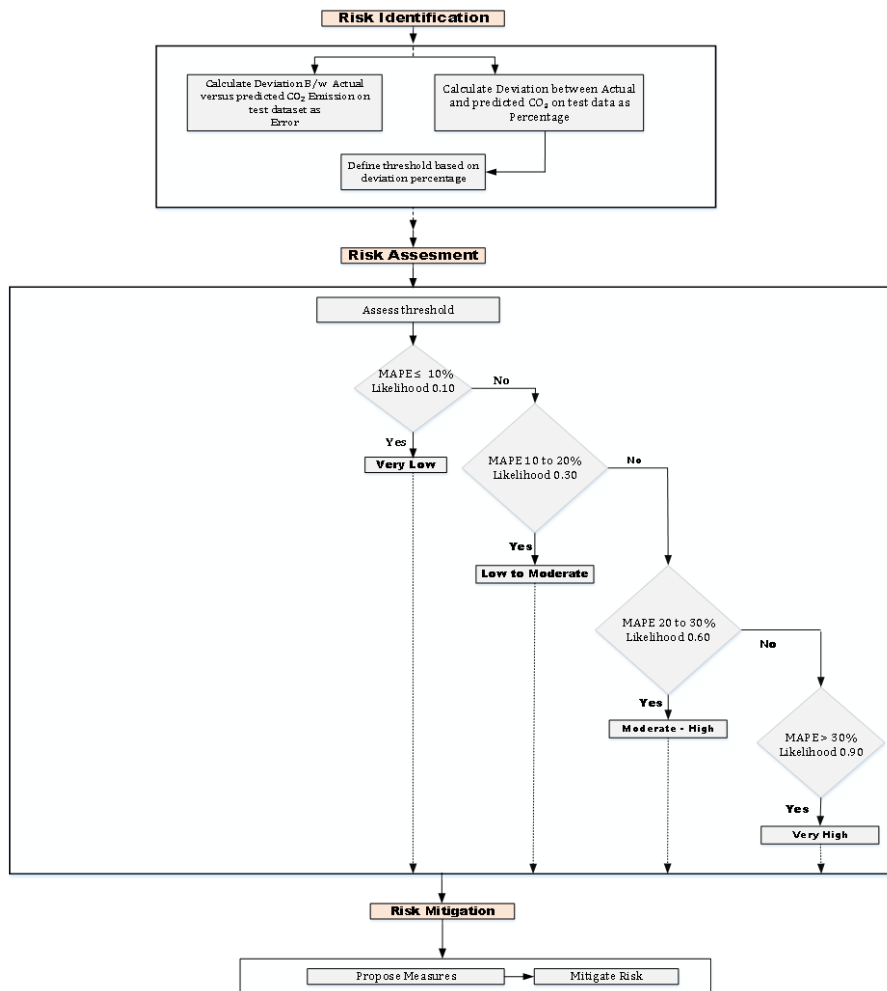 Risk Identification
Calculate Deviation B/w Actual
versus predicted CO₂ Emission on
test dataset as
Error
Calculate Deviation between Actual
and predicted COₐ on test data as
Percentage
Define threshold based on
deviation percentage
Risk Assesment
Assess threshold
MAPE ≤ 10%
Likelihood 0.10
No
Yes
Very Low
MAPE 10 to 20%
Likelihood 0.30
No
Yes
Low to Moderate
MAPE 20 to 30%
Likelihood 0.60
No
Yes
Moderate - High
MAPE > 30%
Likelihood 0.90
Yes
Very High
Risk Mitigation
Propose Measures
Mitigate Risk